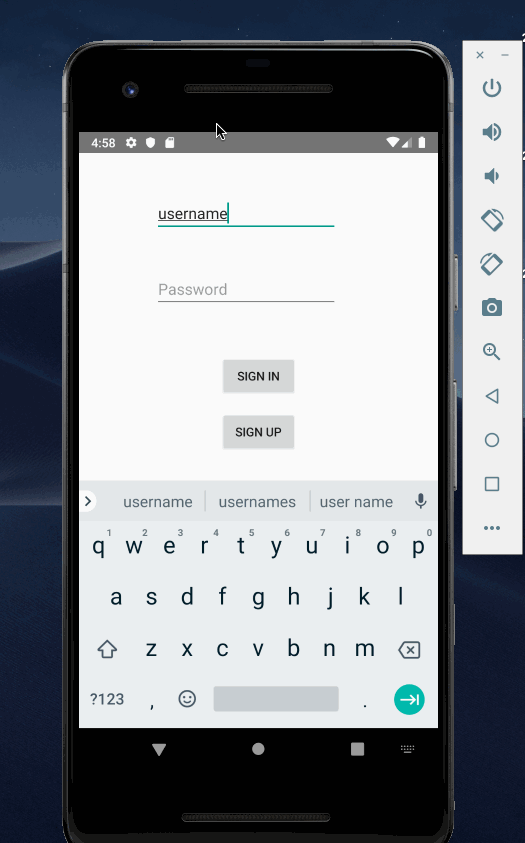 4:58
username
Password
SIGN IN
SIGN UP
username usernames user name
1 2 3 4 5 6 7 8 9 0
q w e r t y u i o p
a s d f g h j k l
z x c v b n m
?123 , .